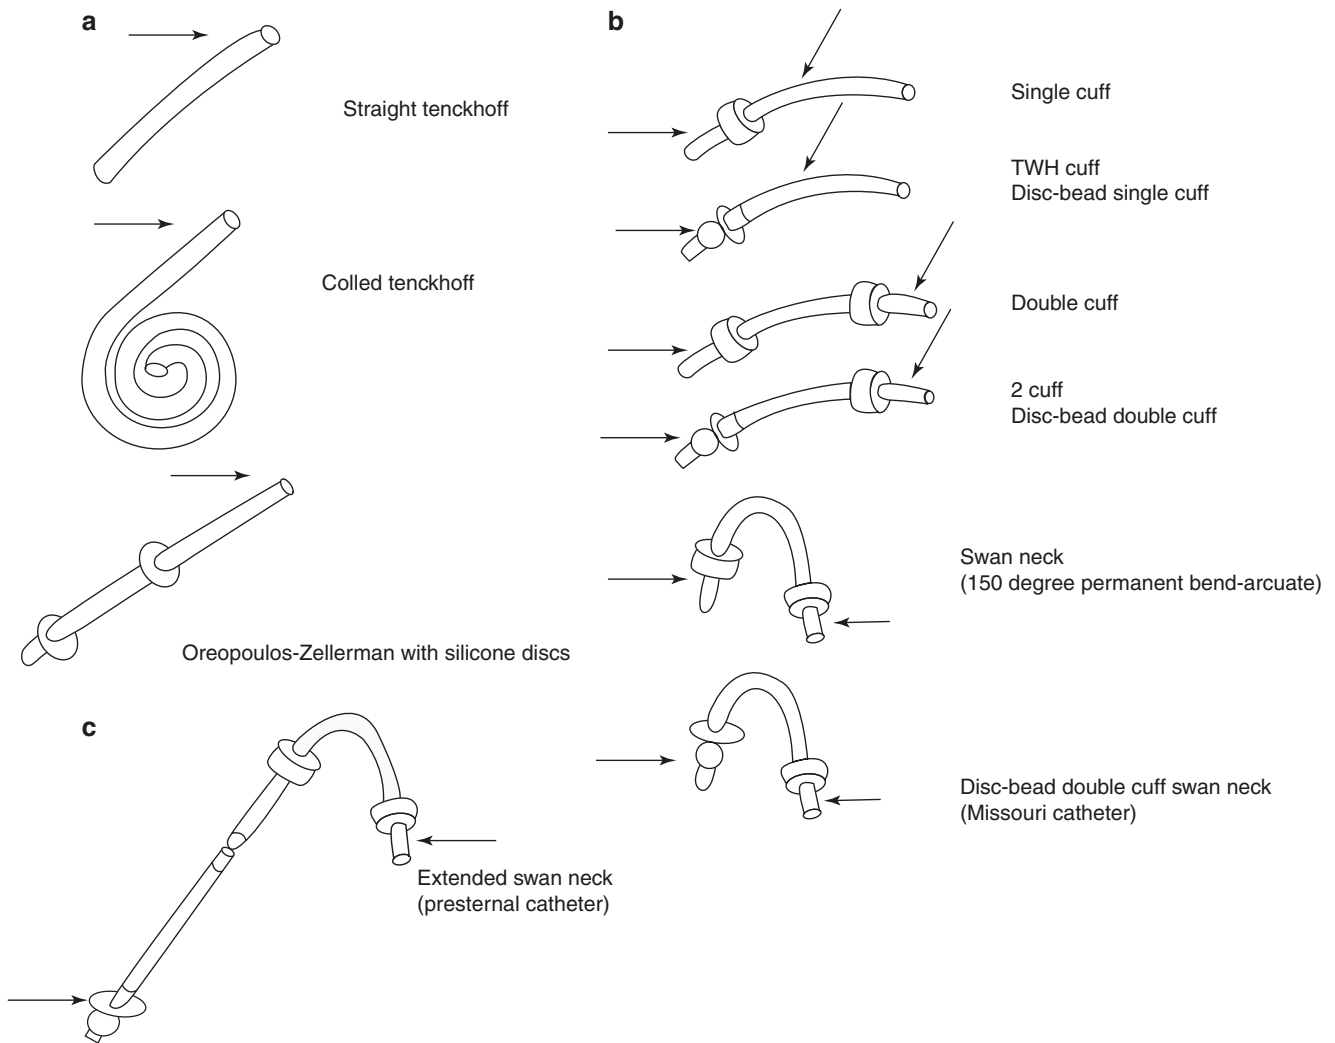 a
Straight tenckhoff
Colled tenckhoff
Oreopoulos-Zellerman with silicone discs
b
Single cuff
TWH cuff
Disc-bead single cuff
Double cuff
2 cuff
Disc-bead double cuff
Swan neck
(150 degree permanent bend-arcuate)
Disc-bead double cuff swan neck
(Missouri catheter)
c
Extended swan neck
(presternal catheter)